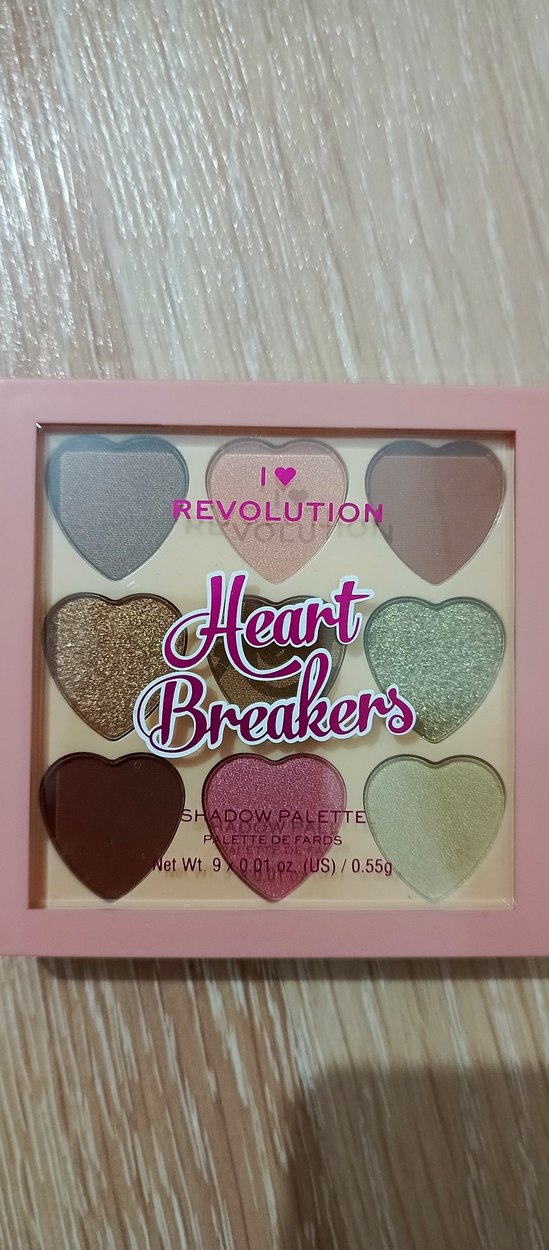 I ♥
REVOLUTION
Heart
Breakers
SHADOW PALETTE
PALETTE DE FARDS
Net Wt. 9 x 0.01 oz. (US) / 0.55g